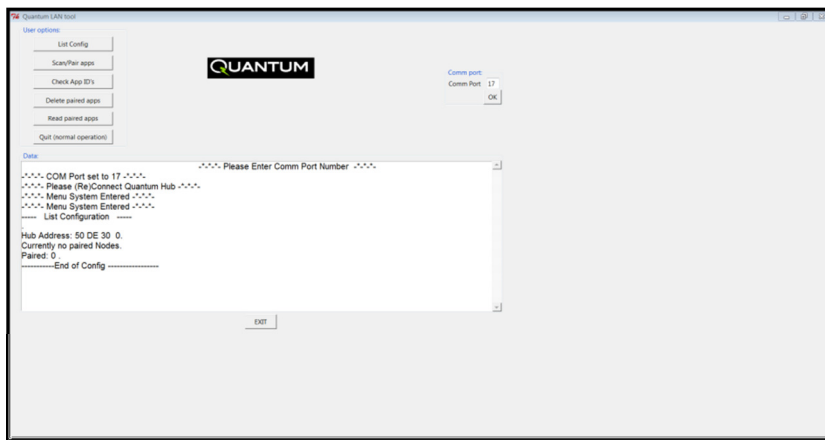 Quantum LAN tool
User options:
List Config
Scan/Pair apps
Check App ID's
Delete paired apps
Read paired apps
Quit (normal operation)
QUANTUM
Comm port:
Comm Port 17
OK
Data:
-*-*-*- Please Enter Comm Port Number -*-*-*-
-*-*-*- COM Port set to 17 -*-*-*-
-*-*-*- Please (Re)Connect Quantum Hub -*-*-*-
-*-*-*- Menu System Entered -*-*-*-
-*-*-*- Menu System Entered -*-*-*-
----- List Configuration -----
.
Hub Address: 50 DE 30 0.
Currently no paired Nodes.
Paired: 0 .
-----------End of Config -----------------
EXIT